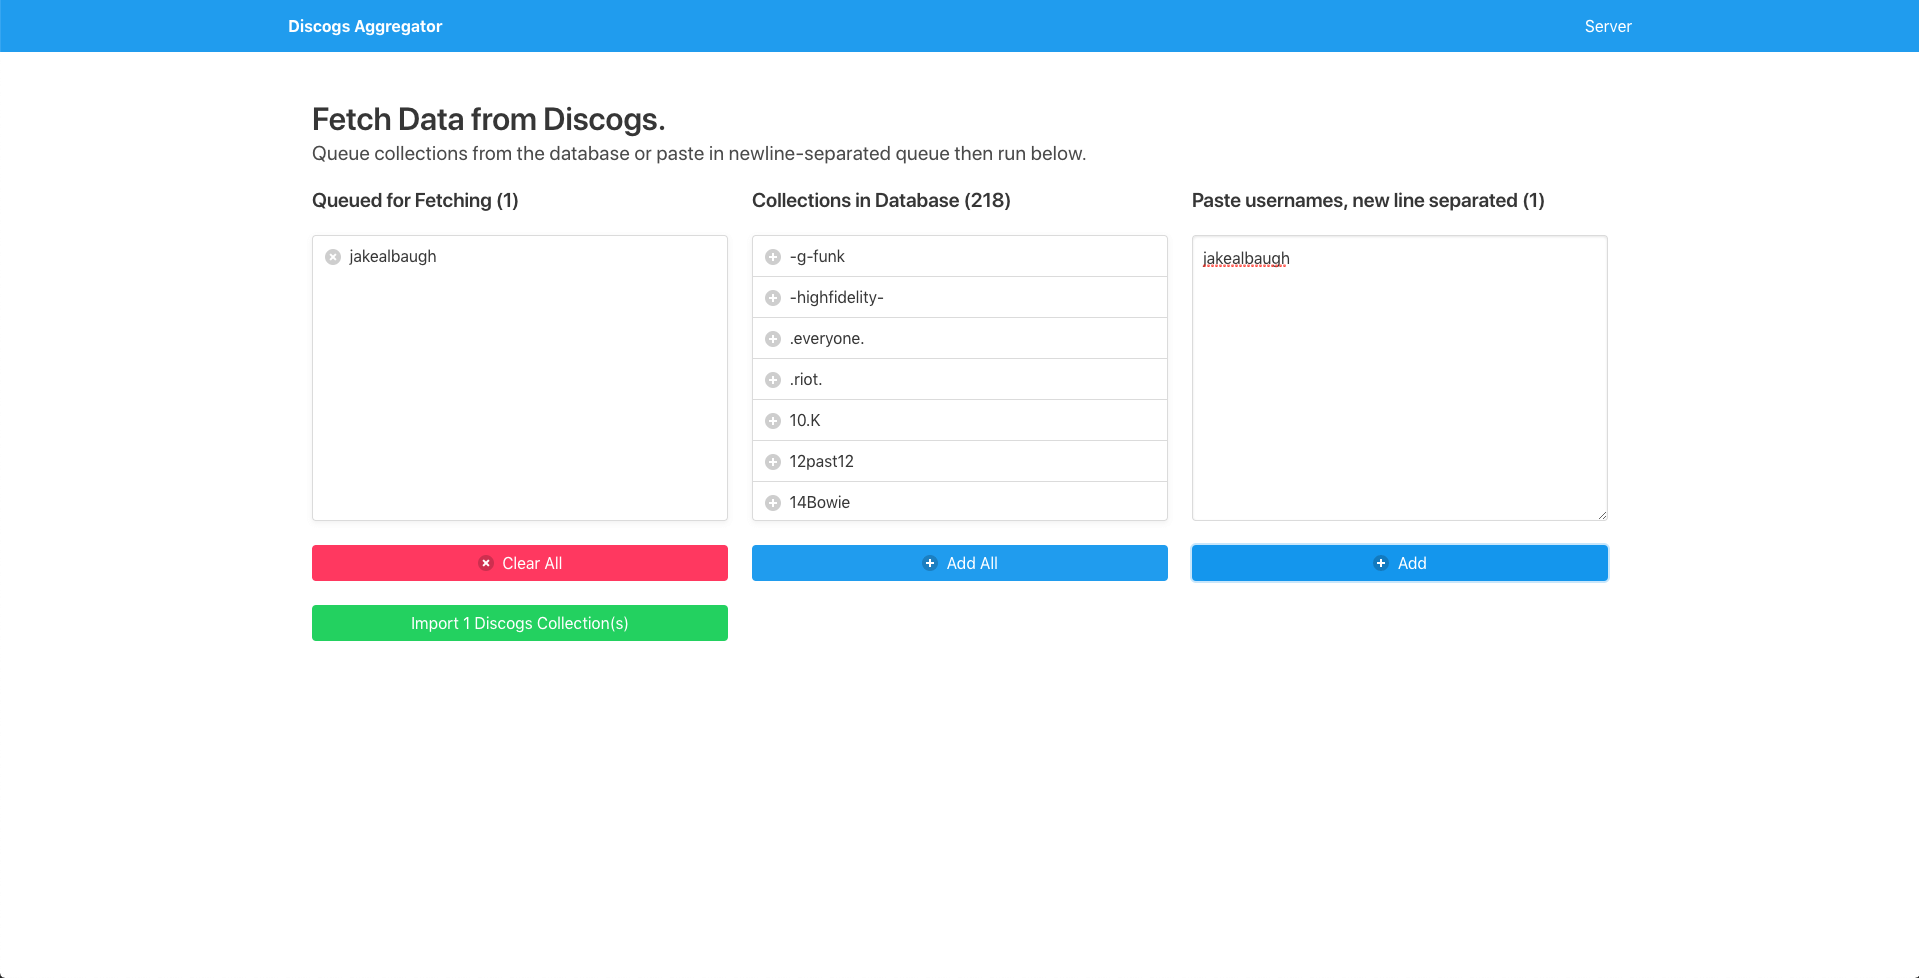 Discogs Aggregator
Server
Fetch Data from Discogs.
Queue collections from the database or paste in newline-separated queue then run below.
Queued for Fetching (1)
jakealbaugh
Clear All
Import 1 Discogs Collection(s)
Collections in Database (218)
-g-funk
-highfidelity-
.everyone.
.riot.
10.K
12past12
14Bowie
Add All
Paste usernames, new line separated (1)
jakealbaugh
Add